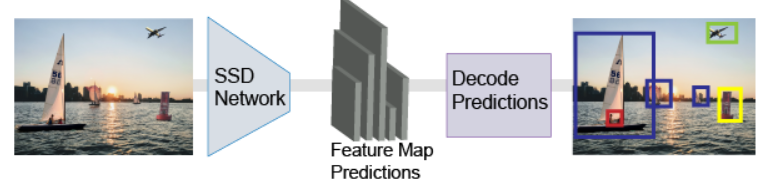 SSD
Network
Feature Map
Predictions
Decode
Predictions